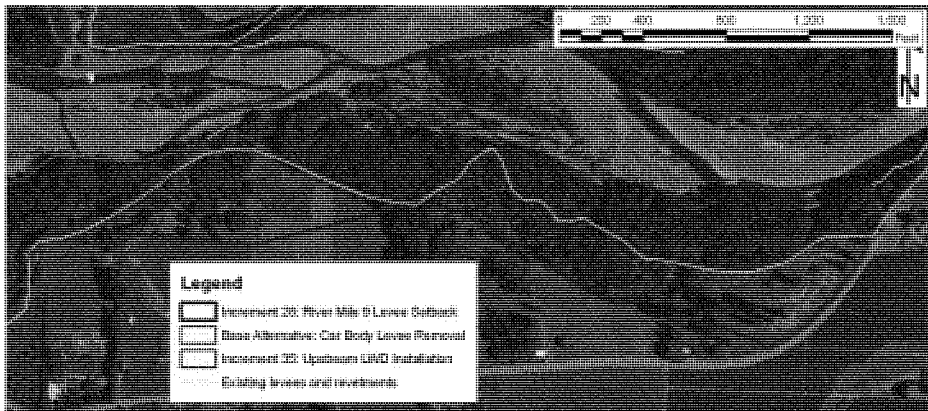 0 200 400 800 1,200 1,600
Feet
N
Legend
Increment 2B: River Mile 9 Levee Setback
Base Alternative: Car Body Levee Removal
Increment 3B: Upstream LWD Installation
Existing levees and revetments